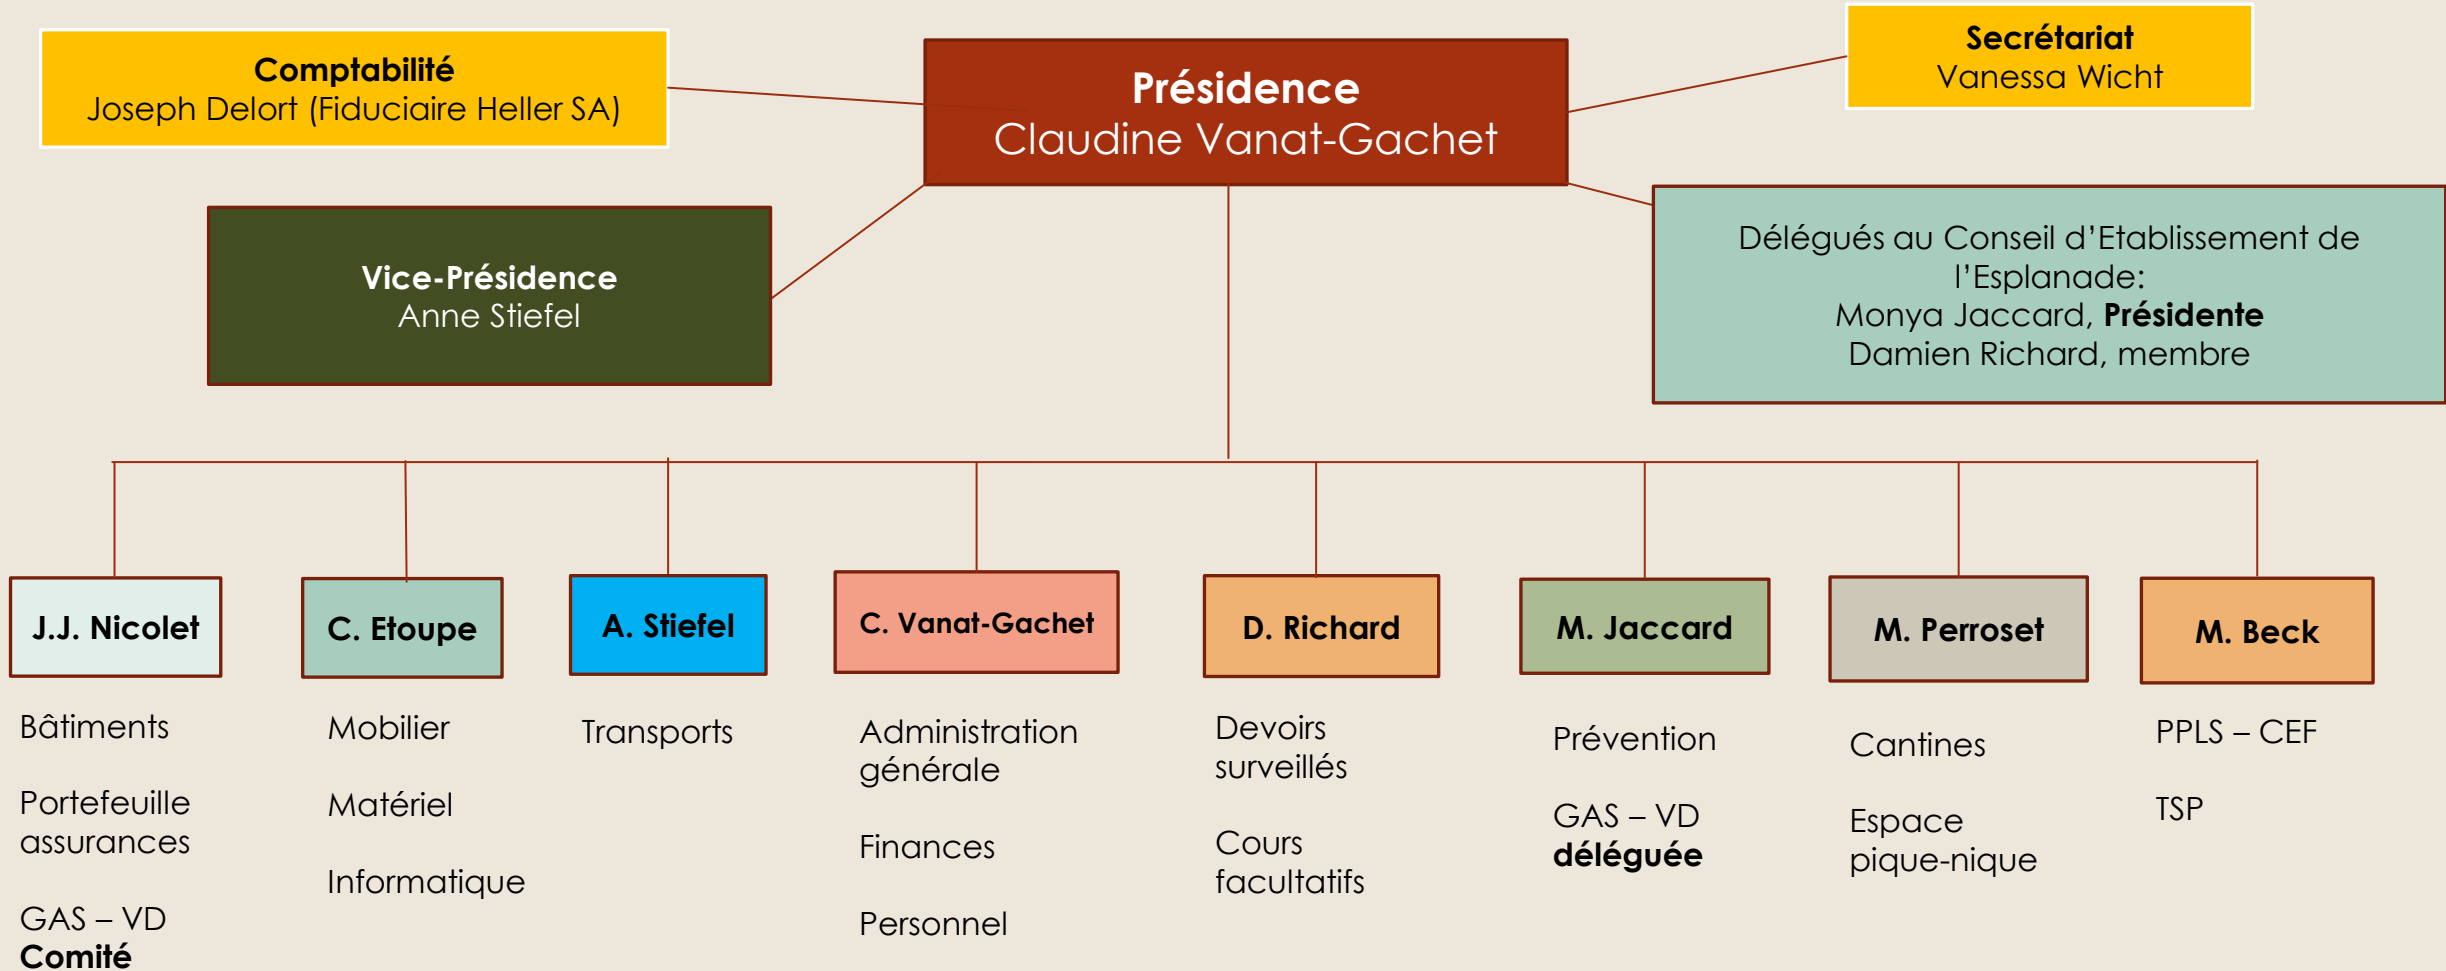 Comptabilité
Joseph Delort (Fiduciaire Heller SA)
Présidence
Claudine Vanat-Gachet
Secrétariat
Vanessa Wicht
Vice-Présidence
Anne Stiefel
Délégués au Conseil d’Etablissement de
l’Esplanade:
Monya Jaccard, Présidente
Damien Richard, membre
J.J. Nicolet
Bâtiments
Portefeuille
assurances
GAS – VD
Comité
C. Etoupe
Mobilier
Matériel
Informatique
A. Stiefel
Transports
C. Vanat-Gachet
Administration
générale
Finances
Personnel
D. Richard
Devoirs
surveillés
Cours
facultatifs
M. Jaccard
Prévention
GAS – VD
déléguée
M. Perroset
Cantines
Espace
pique-nique
M. Beck
PPLS – CEF
TSP